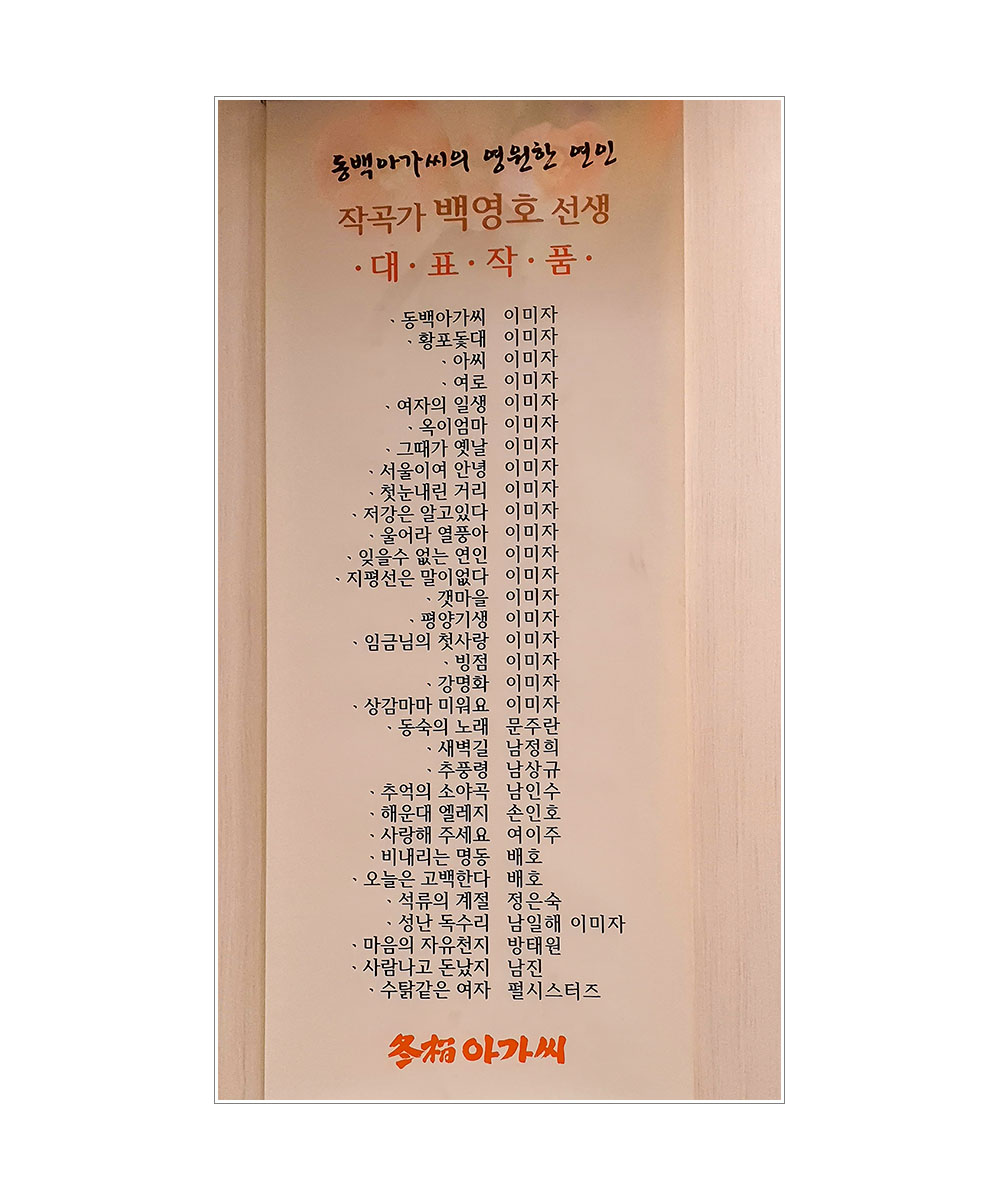 동백아가씨의 영원한 연인
작곡가 백영호 선생
·대·표·작·품·
、동백아가씨 이미자
、황포돛대 이미자
、아씨 이미자
、여로 이미자
、여자의 일생 이미자
、옥이엄마 이미자
、그때가 옛날 이미자
、서울이여 안녕 이미자
、첫눈내린 거리 이미자
、저강은 알고있다 이미자
、울어라 열풍아 이미자
、잊을수 없는 연인 이미자
、지평선은 말이없다 이미자
、갯마을 이미자
、평양기생 이미자
、임금님의 첫사랑 이미자
、빙점 이미자
、강명화 이미자
、상감마마 미워요 이미자
、동숙의 노래 문주란
、새벽길 남정희
、추풍령 남상규
、추억의 소야곡 남인수
、해운대 엘레지 손인호
、사랑해 주세요 여이주
、비내리는 명동 배호
、오늘은 고백한다 배호
、석류의 계절 정은숙
、성난 독수리 남일해 이미자
、마음의 자유천지 방태원
、사람나고 돈났지 남진
、수탉같은 여자 펄시스터즈
冬栢아가씨